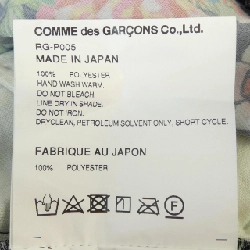 COMME des GARÇONS Co., Ltd.
RG-P005
MADE IN JAPAN
100% POLYESTER
HAND WASH WARM.
DO NOT BLEACH.
LINE DRY IN SHADE.
DO NOT IRON.
DRYCLEAN, PETROLEUM SOLVENT ONLY, SHORT CYCLE.
FABRIQUE AU JAPON
100% POLYESTER